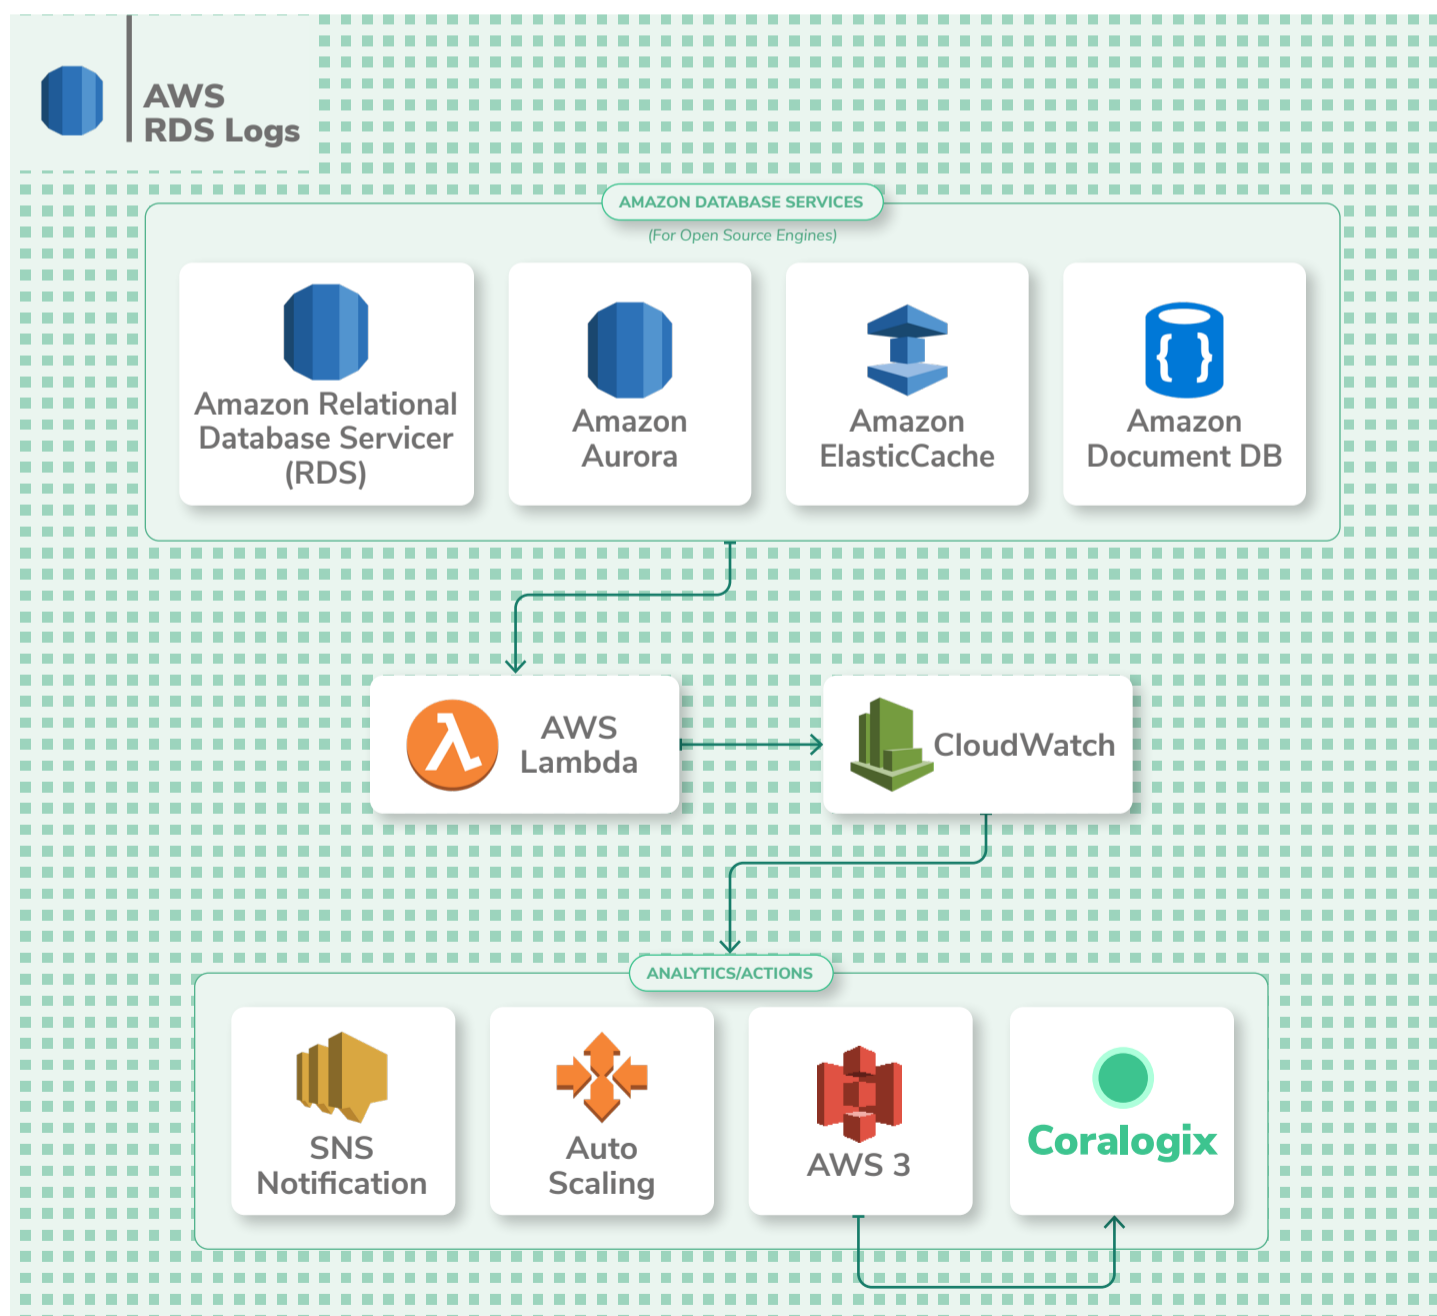 AWS
RDS Logs
AMAZON DATABASE SERVICES
(For Open Source Engines)
Amazon Relational
Database Servicer
(RDS)
Amazon
Aurora
Amazon
ElasticCache
Amazon
Document DB
AWS
Lambda
CloudWatch
ANALYTICS/ACTIONS
SNS
Notification
Auto
Scaling
AWS 3
Coralogix